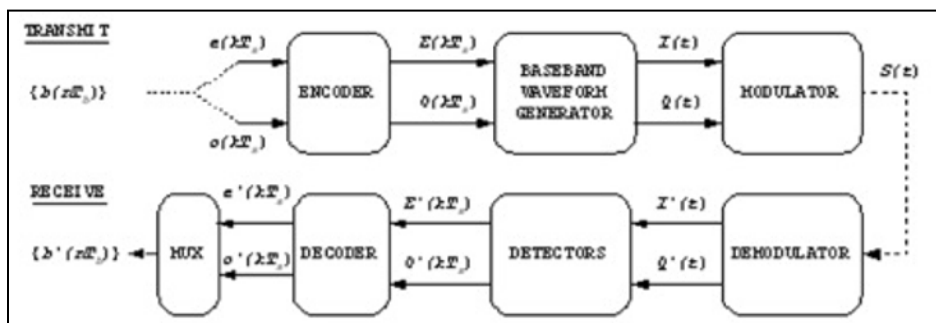 TRANSMIT
e(kTs) E(kTs) I(t) S(t)
{b(nTb)} ENCODER BASEBAND WAVEFORM GENERATOR MODULATOR
o(kTs) O(kTs) Q(t)
RECEIVE
e'(kTs) E'(kTs) I'(t)
{b'(nTb)} MUX DECODER DETECTORS DEMODULATOR
o'(kTs) O'(kTs) Q'(t)